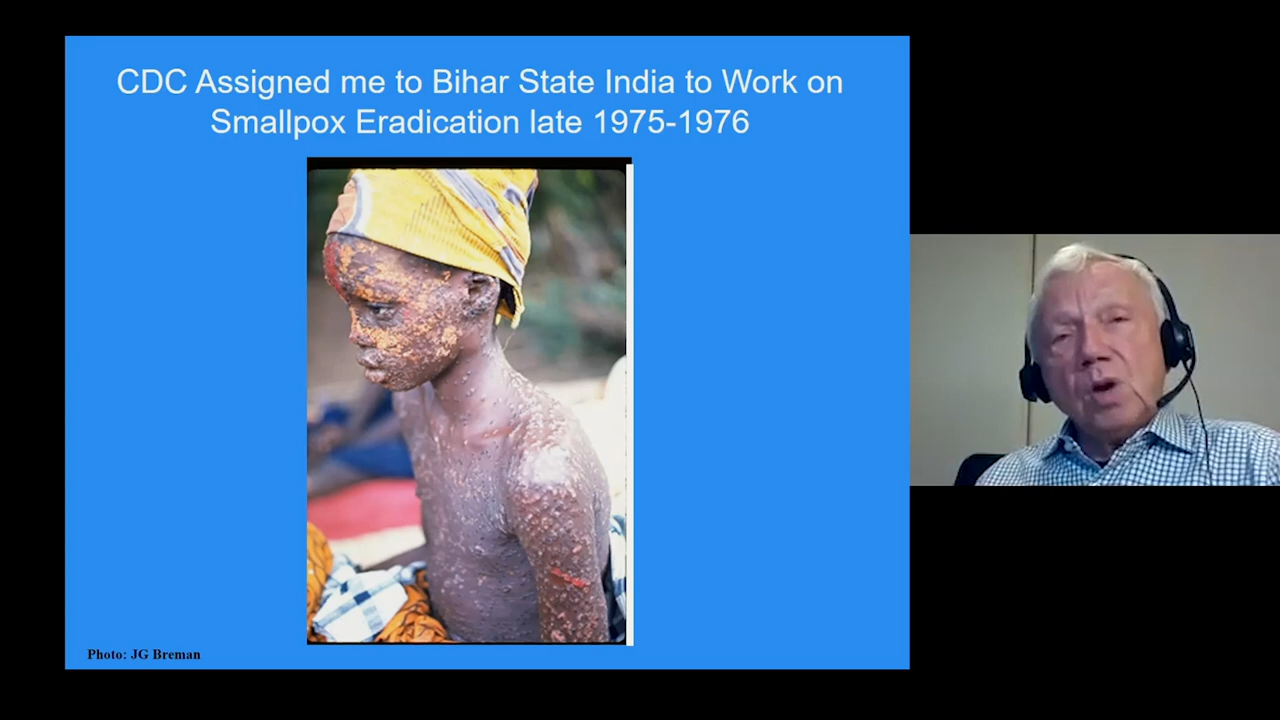 CDC Assigned me to Bihar State India to Work on
Smallpox Eradication late 1975-1976
Photo: JG Breman